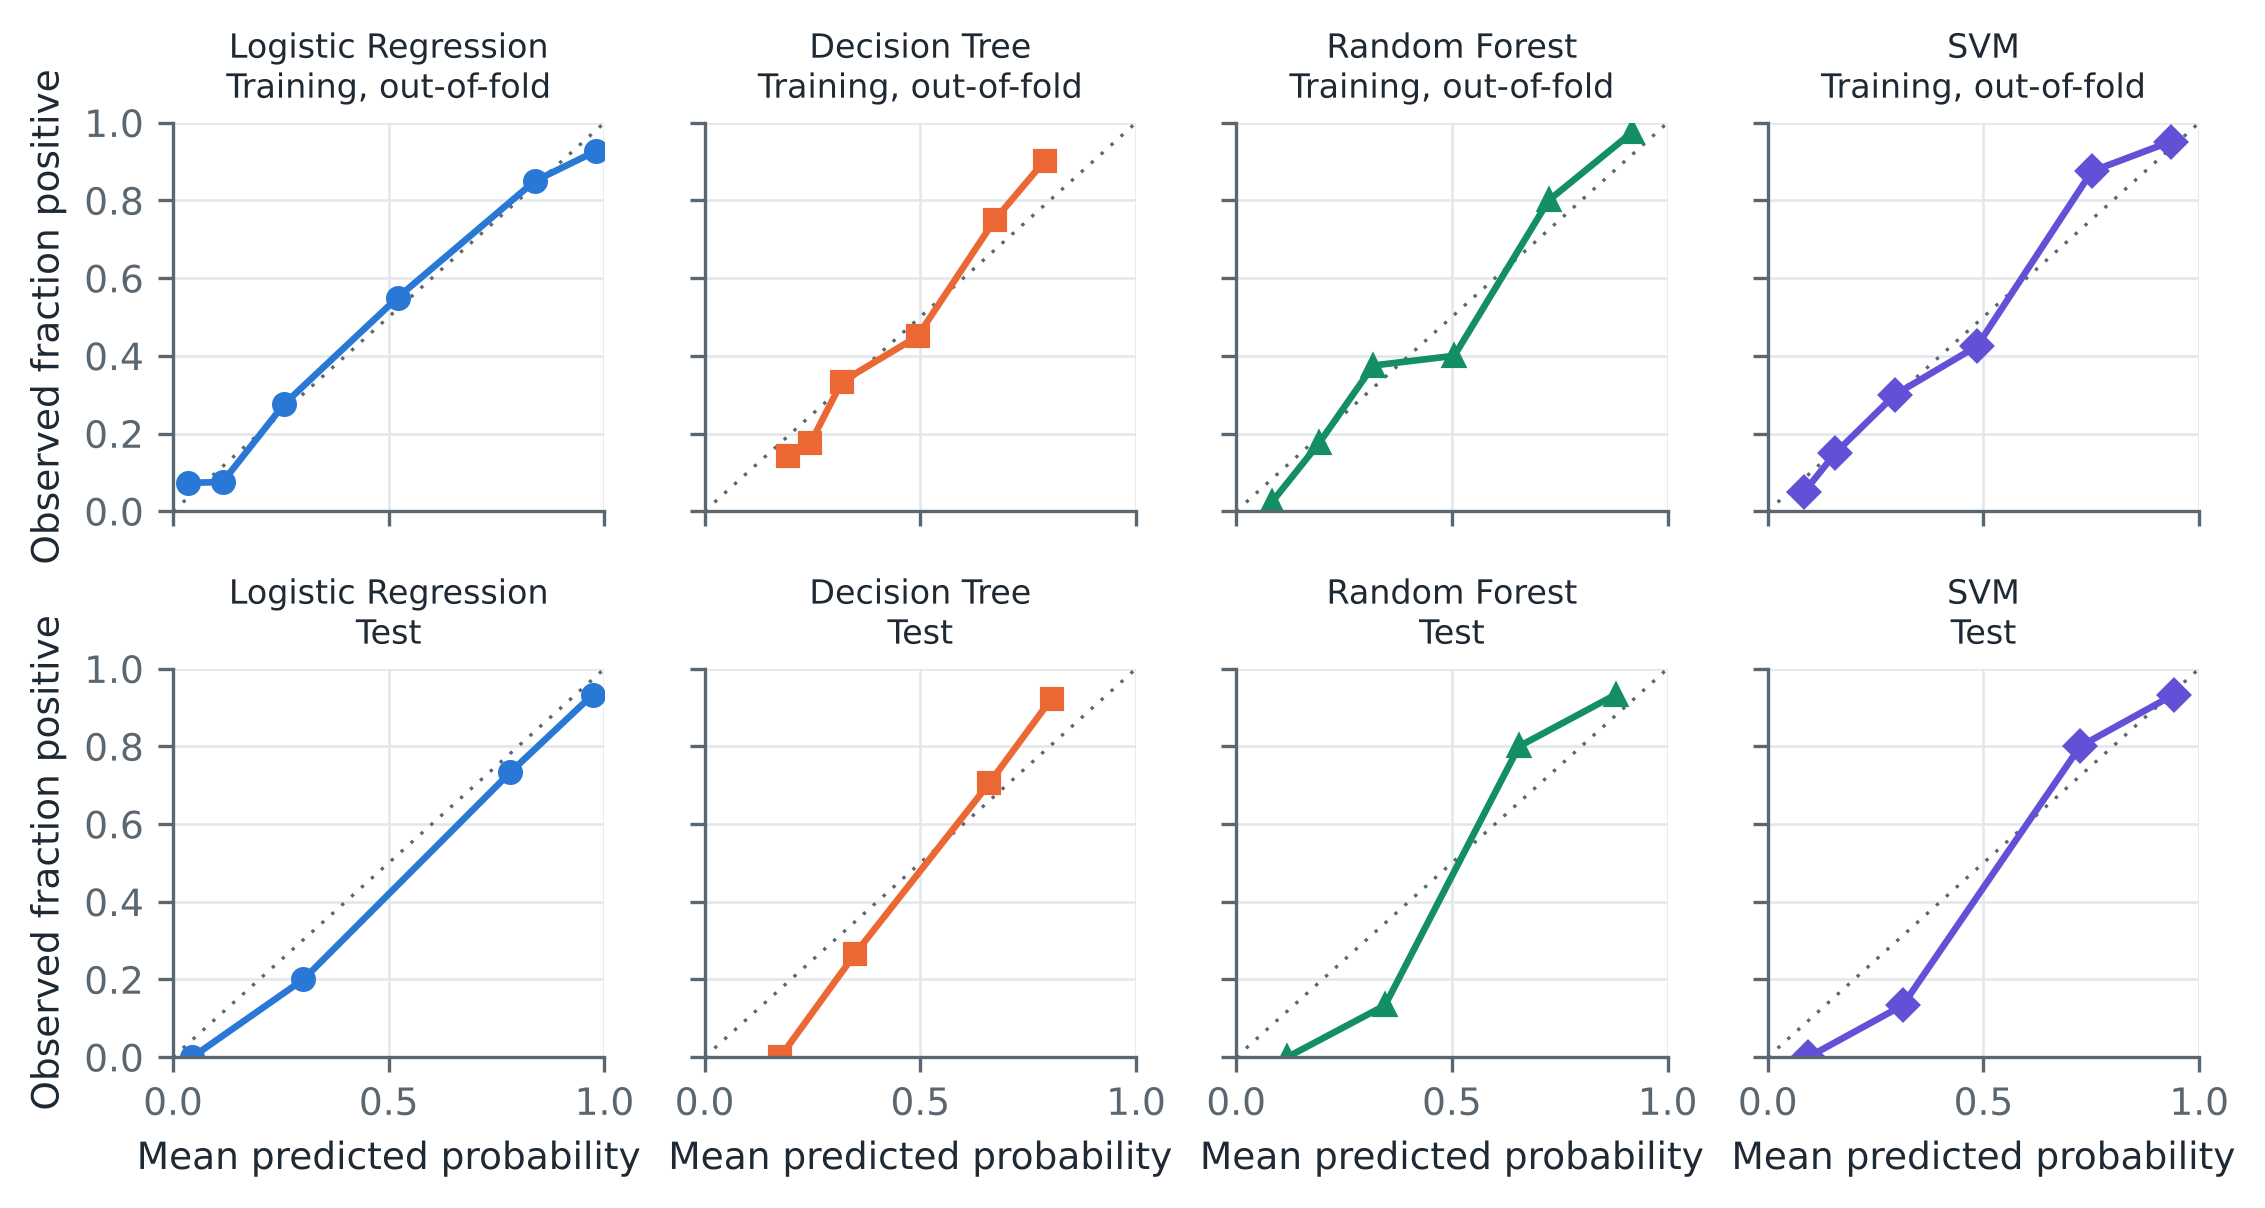 Logistic Regression
Training, out-of-fold
Decision Tree
Training, out-of-fold
Random Forest
Training, out-of-fold
SVM
Training, out-of-fold
Observed fraction positive
1.0
0.8
0.6
0.4
0.2
0.0
Logistic Regression
Test
Decision Tree
Test
Random Forest
Test
SVM
Test
Observed fraction positive
1.0
0.8
0.6
0.4
0.2
0.0
0.0 0.5 1.0
0.0 0.5 1.0
0.0 0.5 1.0
0.0 0.5 1.0
Mean predicted probability
Mean predicted probability
Mean predicted probability
Mean predicted probability